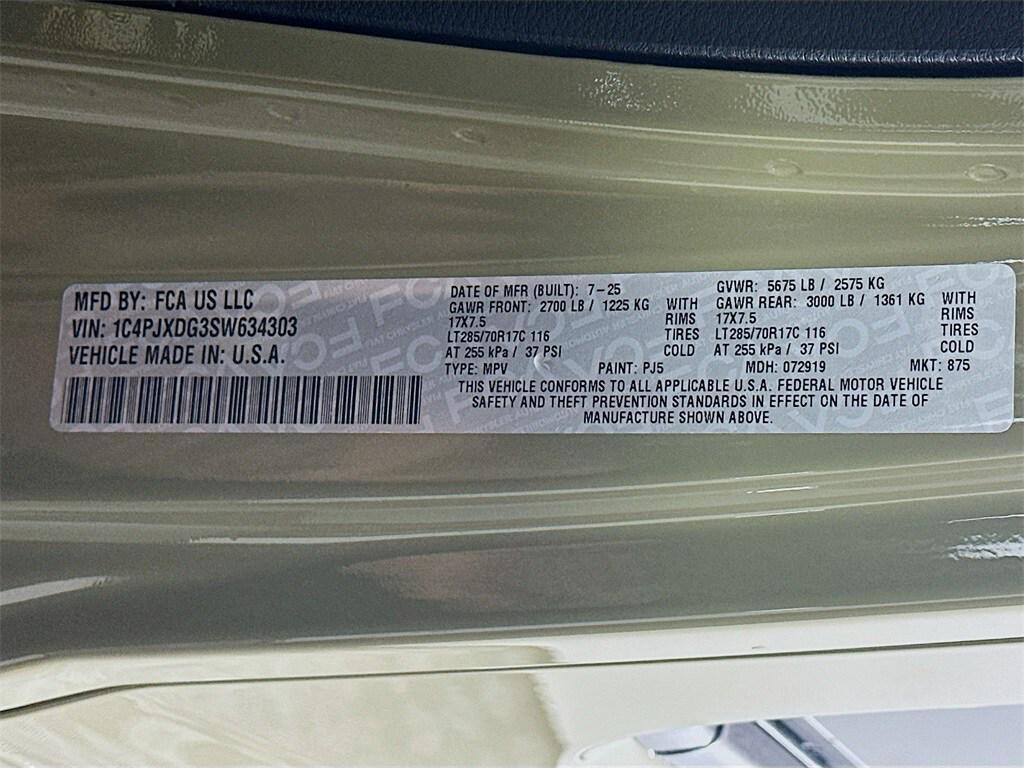 MFD BY: FCA US LLC
VIN: 1C4PJXDG3SW634303
VEHICLE MADE IN: U.S.A.
DATE OF MFR (BUILT): 7-25
GAWR FRONT: 2700 LB / 1225 KG WITH
17X7.5 RIMS
LT285/70R17C 116 TIRES
AT 255 kPa / 37 PSI COLD
GVWR: 5675 LB / 2575 KG
GAWR REAR: 3000 LB / 1361 KG WITH
17X7.5 RIMS
LT285/70R17C 116 TIRES
AT 255 kPa / 37 PSI COLD
TYPE: MPV PAINT: PJ5 MDH: 072919 MKT: 875
THIS VEHICLE CONFORMS TO ALL APPLICABLE U.S.A. FEDERAL MOTOR VEHICLE
SAFETY AND THEFT PREVENTION STANDARDS IN EFFECT ON THE DATE OF
MANUFACTURE SHOWN ABOVE.